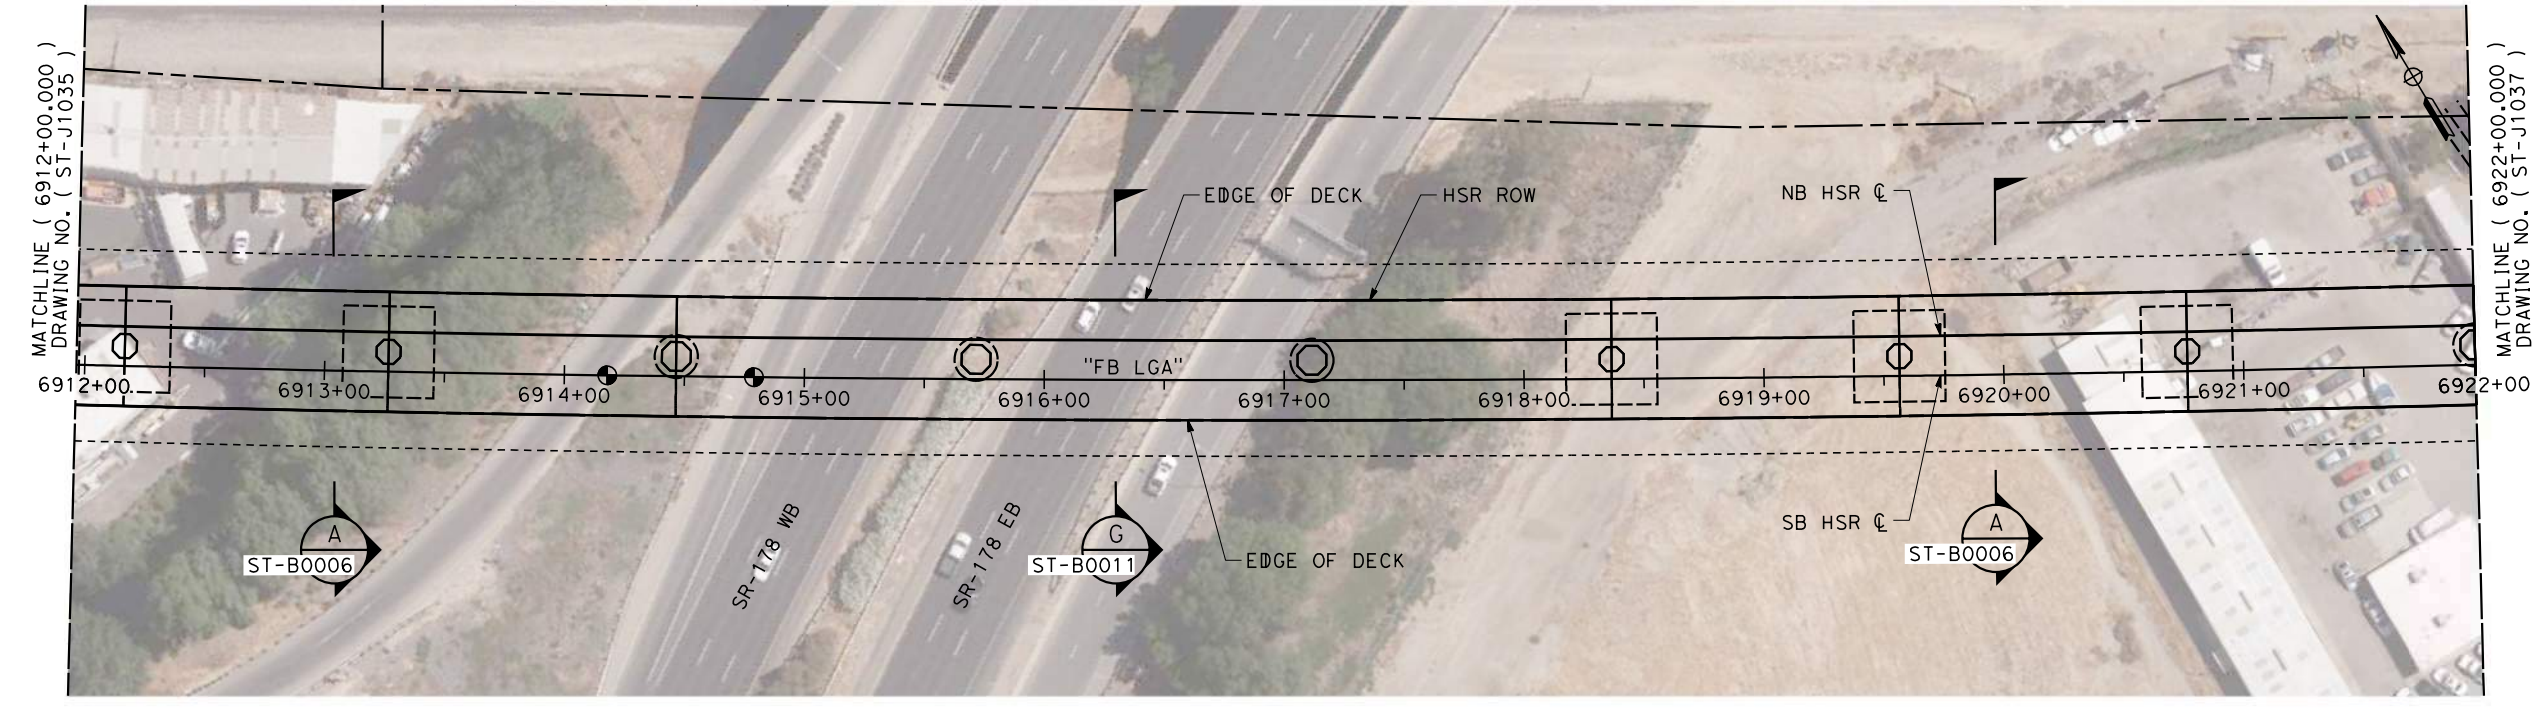 MATCHLINE ( 6912+00.000 )
DRAWING NO. ( ST-J1035 )
EDGE OF DECK
HSR ROW
NB HSR ℄
MATCHLINE ( 6922+00.000 )
DRAWING NO. ( ST-J1037 )
"FB LGA"
6912+00
6913+00
6914+00
6915+00
6916+00
6917+00
6918+00
6919+00
6920+00
6921+00
6922+00
A
ST-B0006
SR-178 WB
SR-178 EB
G
ST-B0011
EDGE OF DECK
SB HSR ℄
A
ST-B0006